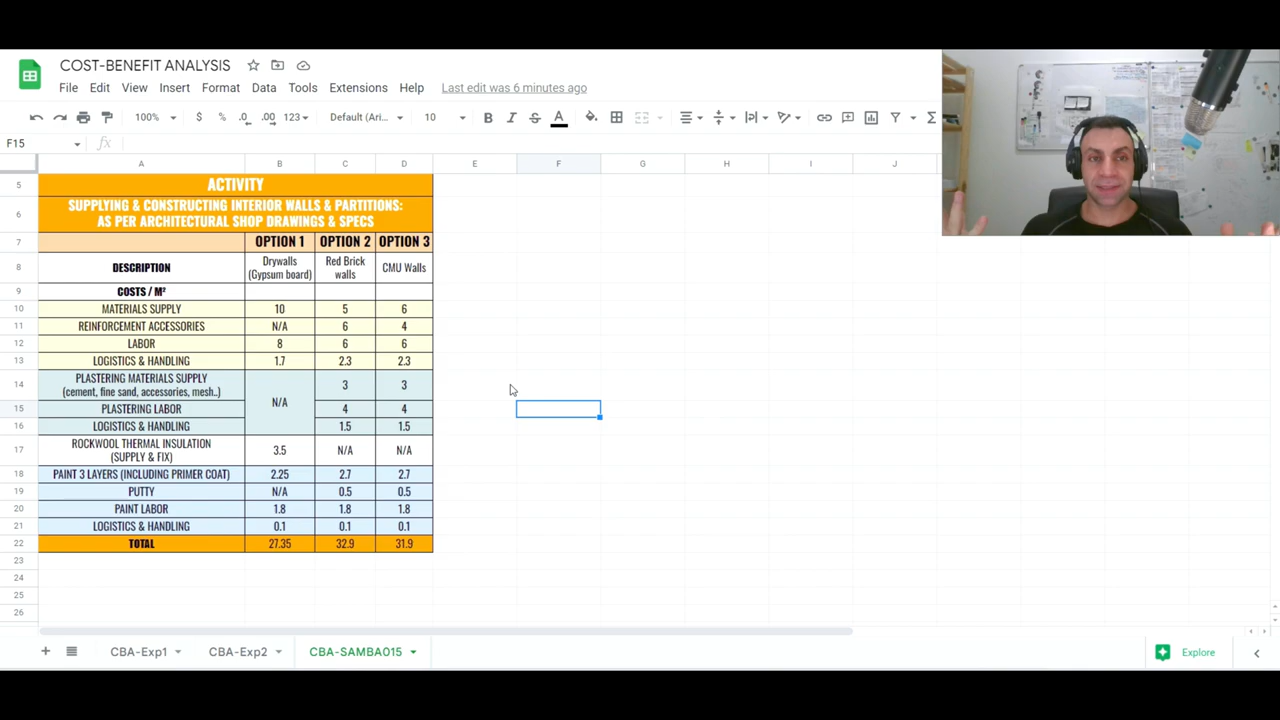 COST-BENEFIT ANALYSIS
File Edit View Insert Format Data Tools Extensions Help Last edit was 6 minutes ago
100% $ % .0 .00 123 Default (Ari... 10 B I S A
F15 fx
A B C D E F G H I J
5 ACTIVITY
6 SUPPLYING & CONSTRUCTING INTERIOR WALLS & PARTITIONS:
AS PER ARCHITECTURAL SHOP DRAWINGS & SPECS
7 OPTION 1 OPTION 2 OPTION 3
8 DESCRIPTION Drywalls (Gypsum board) Red Brick walls CMU Walls
9 COSTS / M²
10 MATERIALS SUPPLY 10 5 6
11 REINFORCEMENT ACCESSORIES N/A 6 4
12 LABOR 8 6 6
13 LOGISTICS & HANDLING 1.7 2.3 2.3
14 PLASTERING MATERIALS SUPPLY (cement, fine sand, accessories, mesh..) N/A 3 3
15 PLASTERING LABOR 4 4
16 LOGISTICS & HANDLING 1.5 1.5
17 ROCKWOOL THERMAL INSULATION (SUPPLY & FIX) 3.5 N/A N/A
18 PAINT 3 LAYERS (INCLUDING PRIMER COAT) 2.25 2.7 2.7
19 PUTTY N/A 0.5 0.5
20 PAINT LABOR 1.8 1.8 1.8
21 LOGISTICS & HANDLING 0.1 0.1 0.1
22 TOTAL 27.35 32.9 31.9
23
24
25
26
CBA-Exp1 CBA-Exp2 CBA-SAMBA015 Explore